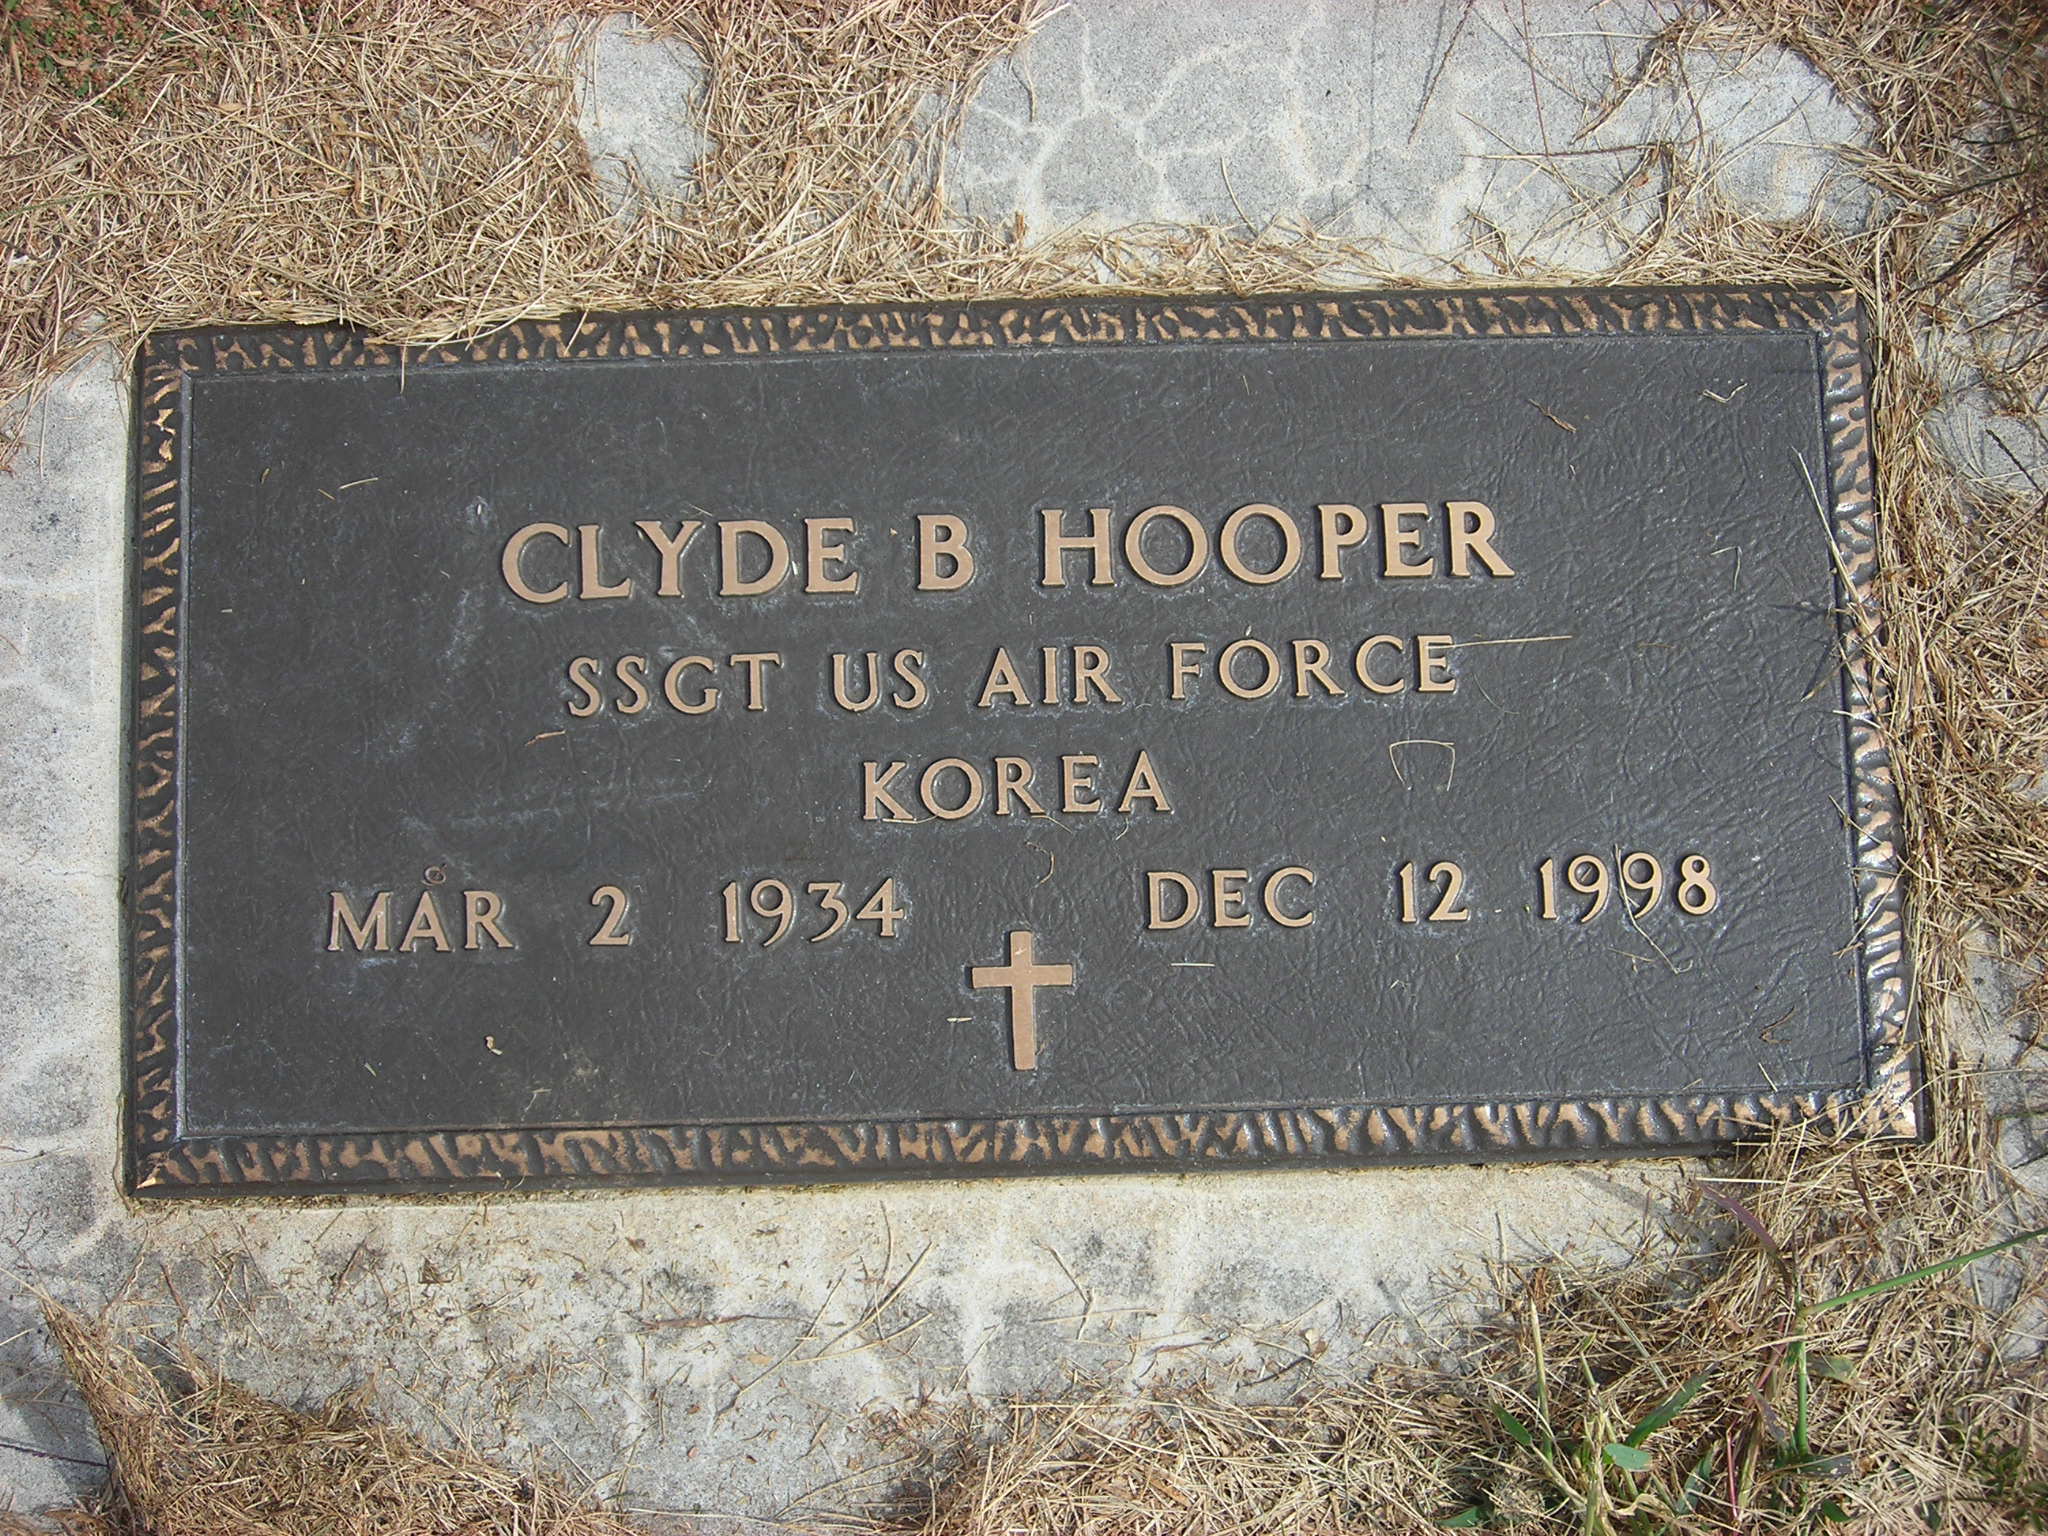 CLYDE B HOOPER
SSGT US AIR FORCE
KOREA
MAR 2 1934 DEC 12 1998